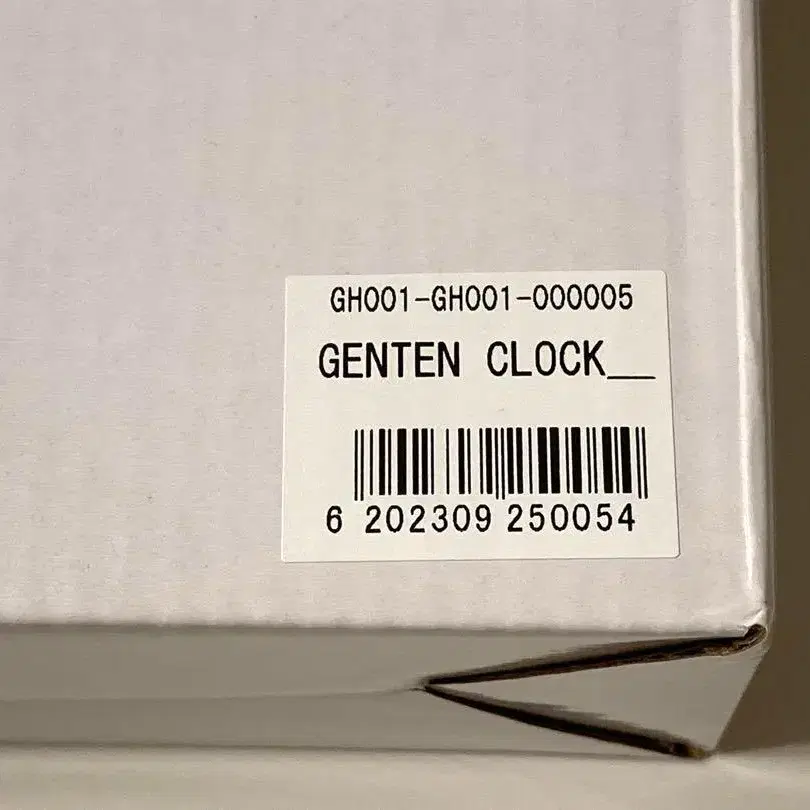 GH001-GH001-000005
GENTEN CLOCK__
6 202309 250054